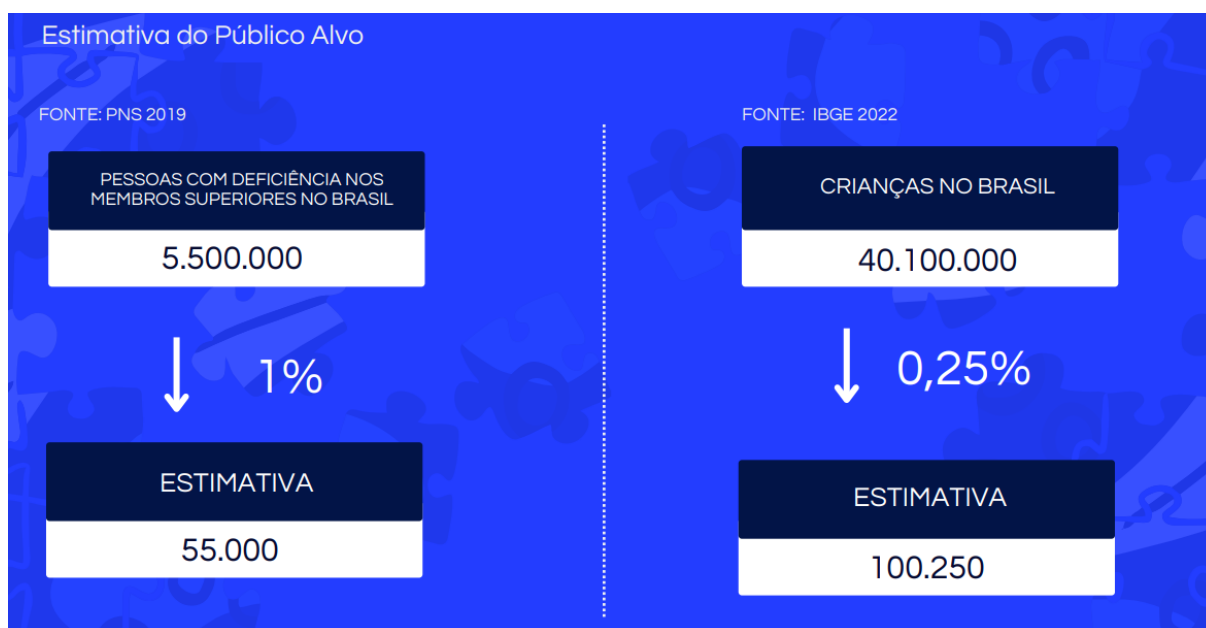 Estimativa do Público Alvo
FONTE: PNS 2019
PESSOAS COM DEFICIÊNCIA NOS
MEMBROS SUPERIORES NO BRASIL
5.500.000
1%
ESTIMATIVA
55.000
FONTE: IBGE 2022
CRIANÇAS NO BRASIL
40.100.000
0,25%
ESTIMATIVA
100.250